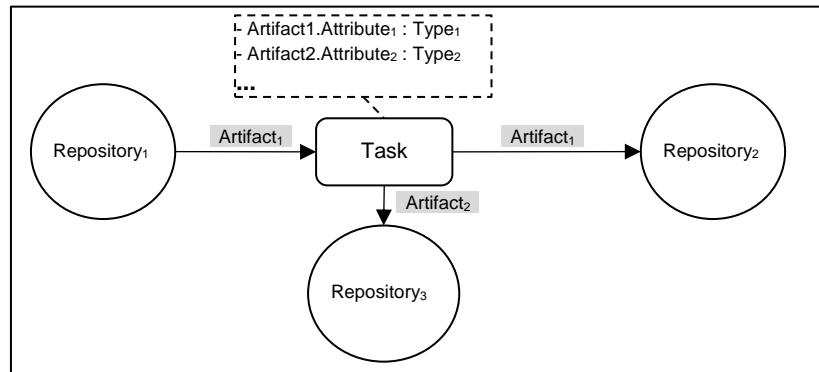 - Artifact1.Attribute₁ : Type₁
- Artifact2.Attribute₂ : Type₂
...
Repository₁
Artifact₁
Task
Artifact₁
Repository₂
Artifact₂
Repository₃